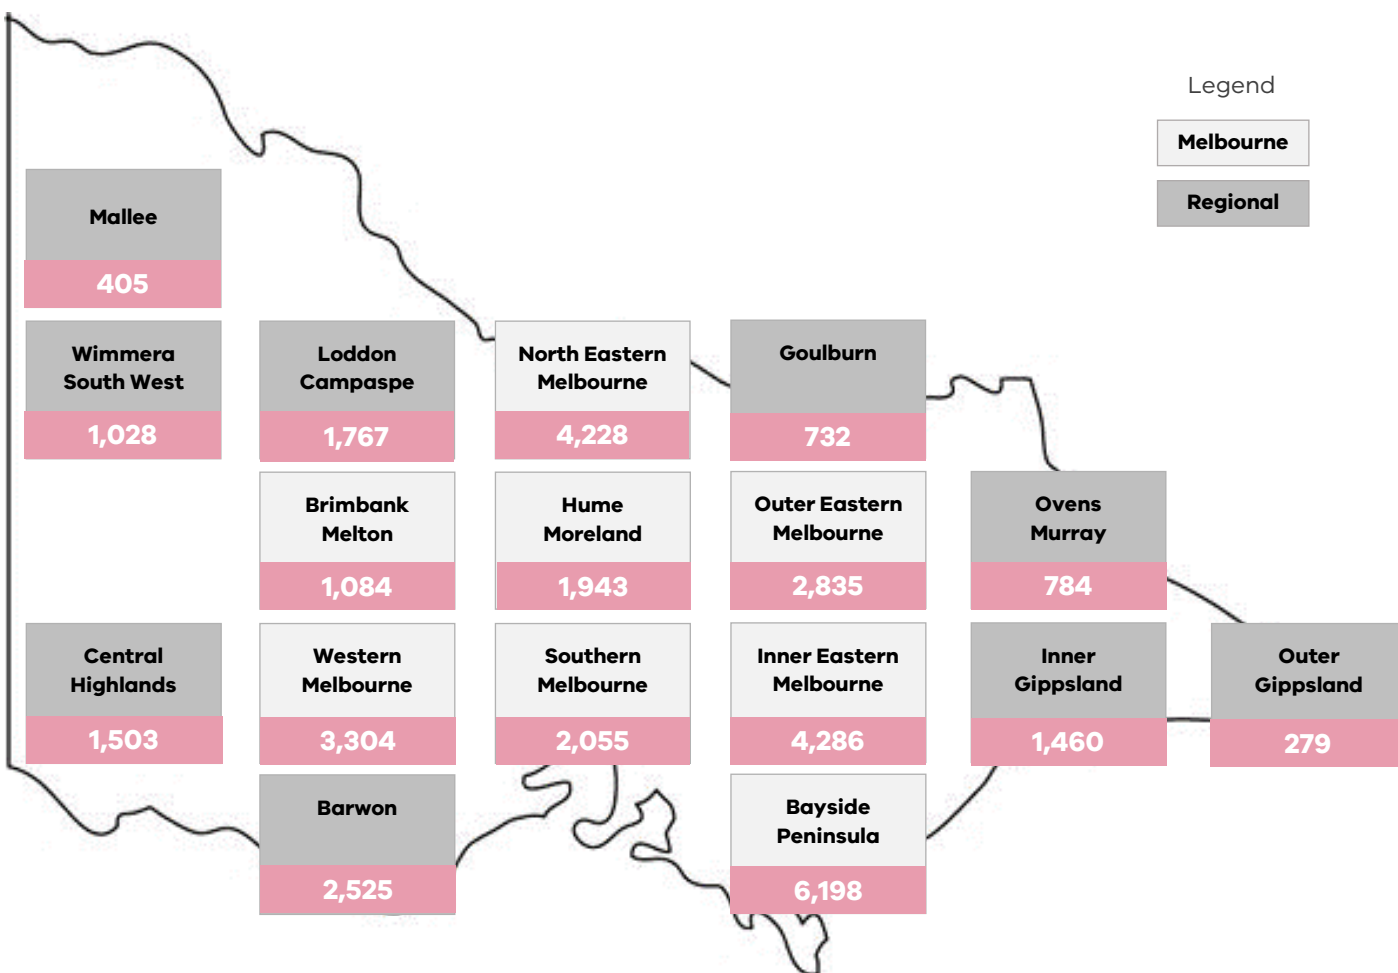 Legend
Melbourne
Regional
Mallee
405
Wimmera
South West
1,028
Loddon
Campaspe
1,767
North Eastern
Melbourne
4,228
Goulburn
732
Brimbank
Melton
1,084
Hume
Moreland
1,943
Outer Eastern
Melbourne
2,835
Ovens
Murray
784
Central
Highlands
1,503
Western
Melbourne
3,304
Southern
Melbourne
2,055
Inner Eastern
Melbourne
4,286
Inner
Gippsland
1,460
Outer
Gippsland
279
Barwon
2,525
Bayside
Peninsula
6,198